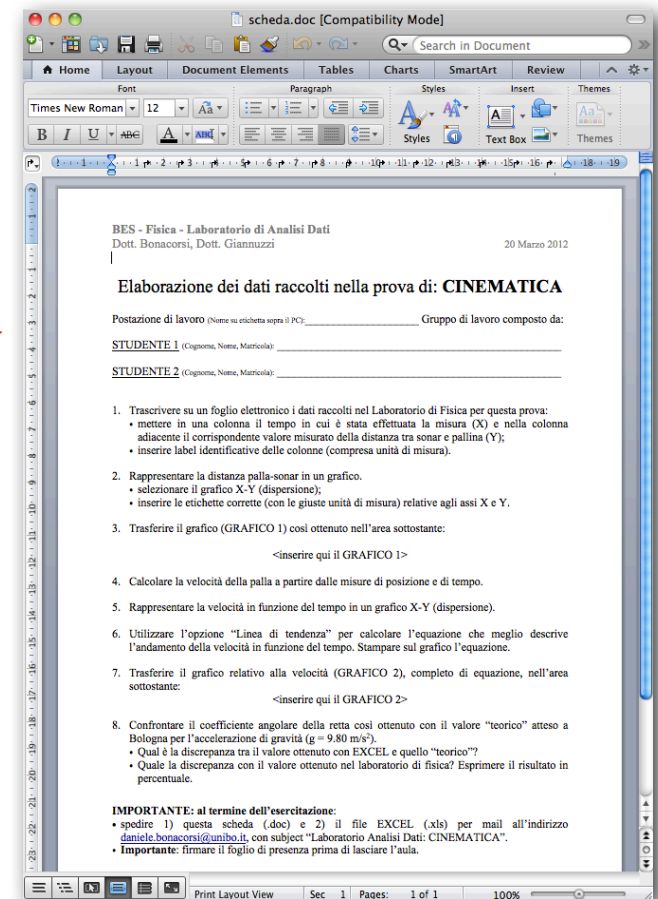 scheda.doc [Compatibility Mode]
Search in Document
Home Layout Document Elements Tables Charts SmartArt Review
Font Paragraph Styles Insert Themes
Times New Roman 12
Aa
B I U ABC A ABC Styles Text Box Themes
BES - Fisica - Laboratorio di Analisi Dati
Dott. Bonacorsi, Dott. Giannuzzi 20 Marzo 2012
Elaborazione dei dati raccolti nella prova di: CINEMATICA
Postazione di lavoro (Nome su etichetta sopra il PC):____________________ Gruppo di lavoro composto da:
STUDENTE 1 (Cognome, Nome, Matricola): ____________________
STUDENTE 2 (Cognome, Nome, Matricola): ____________________
1. Trascrivere su un foglio elettronico i dati raccolti nel Laboratorio di Fisica per questa prova:
• mettere in una colonna il tempo in cui è stata effettuata la misura (X) e nella colonna
adiacente il corrispondente valore misurato della distanza tra sonar e pallina (Y);
• inserire label identificative delle colonne (compresa unità di misura).
2. Rappresentare la distanza palla-sonar in un grafico.
• selezionare il grafico X-Y (dispersione);
• inserire le etichette corrette (con le giuste unità di misura) relative agli assi X e Y.
3. Trasferire il grafico (GRAFICO 1) così ottenuto nell'area sottostante:
<inserire qui il GRAFICO 1>
4. Calcolare la velocità della palla a partire dalle misure di posizione e di tempo.
5. Rappresentare la velocità in funzione del tempo in un grafico X-Y (dispersione).
6. Utilizzare l'opzione “Linea di tendenza” per calcolare l'equazione che meglio descrive
l'andamento della velocità in funzione del tempo. Stampare sul grafico l'equazione.
7. Trasferire il grafico relativo alla velocità (GRAFICO 2), completo di equazione, nell'area
sottostante:
<inserire qui il GRAFICO 2>
8. Confrontare il coefficiente angolare della retta così ottenuto con il valore “teorico” atteso a
Bologna per l'accelerazione di gravità (g = 9.80 m/s²).
• Qual è la discrepanza tra il valore ottenuto con EXCEL e quello “teorico”?
• Quale la discrepanza con il valore ottenuto nel laboratorio di fisica? Esprimere il risultato in
percentuale.
IMPORTANTE: al termine dell'esercitazione:
• spedire 1) questa scheda (.doc) e 2) il file EXCEL (.xls) per mail all'indirizzo
daniele.bonacorsi@unibo.it, con subject “Laboratorio Analisi Dati: CINEMATICA”.
• Importante: firmare il foglio di presenza prima di lasciare l'aula.
Print Layout View Sec 1 Pages: 1 of 1 100%